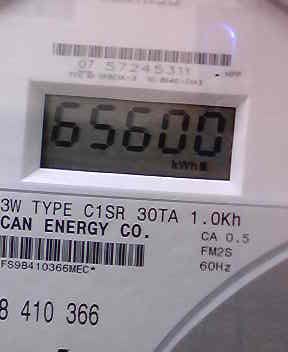 07 57245311
65600
kWh
3W TYPE C1SR 30TA 1.0Kh
CAN ENERGY CO.
CA 0.5
FM2S
60Hz
FS9B410366MEC*
8 410 366